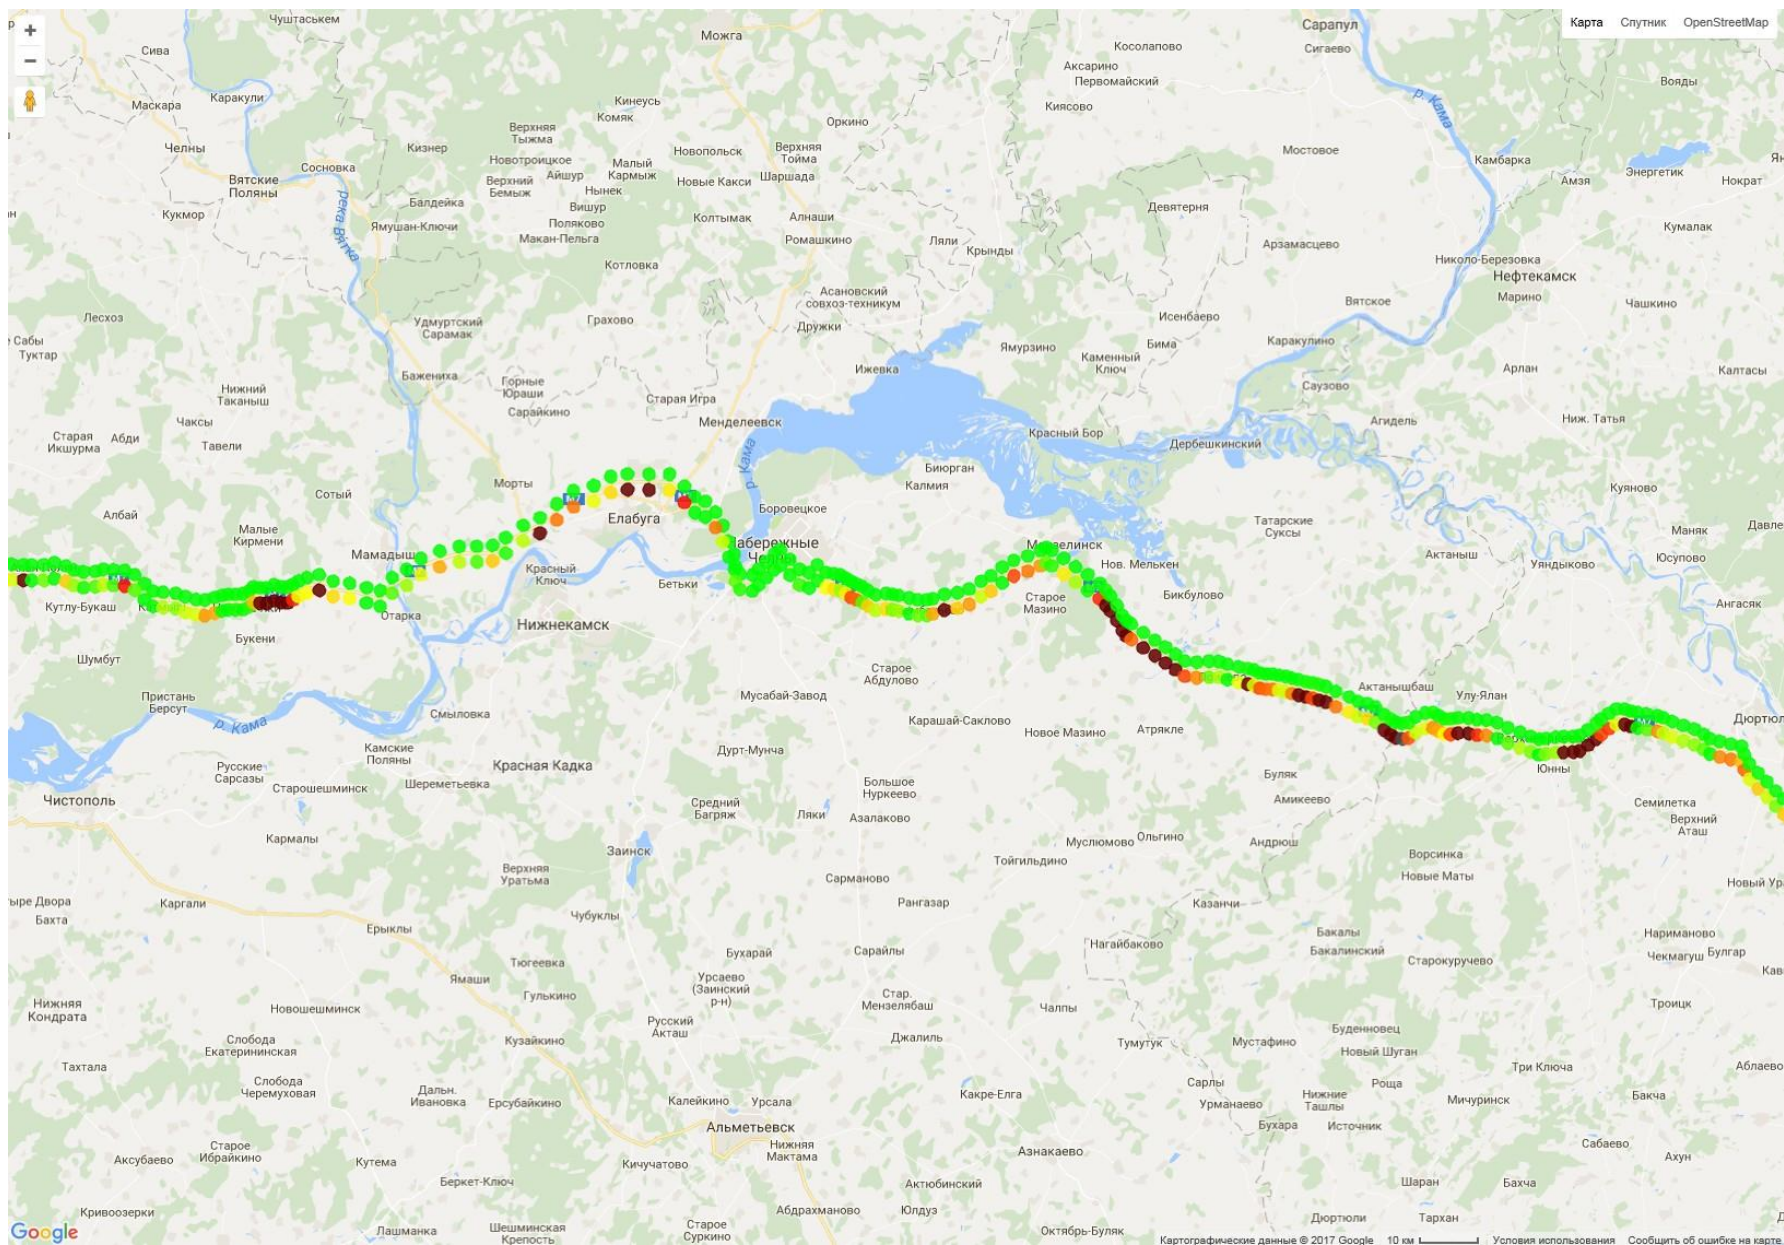 Чуштаськем
Сарапул
Карта Спутник OpenStreetMap
Можга
Косолапово
Сигаево
Сива
Аксарино
Первомайский
Вояды
Каракули
Маскара
Кинеусь
Комяк
Киясово
р. Кама
Верхняя
Тыжма
Оркино
Челны
Кизнер
Новотроицкое
Айшур
Малый
Кармыж
Новопольск
Верхняя
Тойма
Мостовое
Камбарка
Сосновка
Вятские
Поляны
Верхний
Бемыж
Нынек
Новые Какси
Шаршада
Амзя
Энергетик
Нократ
Кукмор
река Вятка
Балдейка
Вишур
Ямушан-Ключи
Поляково
Макан-Пельга
Колтымак
Алнаши
Ромашкино
Девятерня
Ляли
Крынды
Арзамасцево
Кумалак
Котловка
Николо-Березовка
Нефтекамск
Асановский
совхоз-техникум
Марино
Вятское
Чашкино
Лесхоз
Удмуртский
Сарамак
Грахово
Дружки
Исенбаево
е Сабы
Туктар
Ямурзино
Бима
Каракулино
Каменный
Ключ
Ижевка
Арлан
Калтасы
Бажениха
Горные
Юраши
Нижний
Таканыш
Старая Игра
Саузово
Сарайкино
Чаксы
Менделеевск
Агидель
Ниж. Татья
Старая
Икшурма
Абди
Тавели
р. Кама
Красный Бор
Дербешкинский
Биюрган
Калмия
Сотый
Морты
М7
Куяново
Албай
Боровецкое
Елабуга
Татарские
Суксы
Малые
Кирмени
Маняк
Мамадыш
Актаныш
Юсупово
Нов. Мелькен
Уяндыково
Красный
Ключ
Бетьки
Бикбулово
Старое
Мазино
Ангасяк
Кутлу-Букаш
Отарка
Нижнекамск
Букени
Шумбут
Старое
Абдулово
Мусабай-Завод
Актанышбаш
Улу-Ялан
Пристань
Берсут
Смыловка
р. Кама
Карашай-Саклово
Новое Мазино
Атрякле
М7
Камские
Поляны
Дурт-Мунча
Красная Кадка
Русские
Сарсазы
Старошешминск
Шереметьевка
Юнны
Буляк
Большое
Нуркеево
Амикеево
Чистополь
Средний
Багряж
Ляки
Азалаково
Семилетка
Верхний
Аташ
Кармалы
Муслюмово
Ольгино
Андрюш
Заинск
Тойгильдино
Ворсинка
Верхняя
Уратьма
Сарманово
Новые Маты
Каргали
Рангазар
Казанчи
Бахта
Чубуклы
Ерыклы
Нагайбаково
Бакалы
Бакалинский
Нариманово
Бухарай
Сарайлы
Чекмагуш
Булгар
Тюгеевка
Старокуручево
Ямаши
Урсаево
(Заинский
р-н)
Гулькино
Стар.
Мензелябаш
Нижняя
Кондрата
Новошешминск
Чалпы
Троицк
Русский
Акташ
Буденновец
Слобода
Екатерининская
Кузайкино
Джалиль
Тумутук
Мустафино
Новый Шуган
Тахтала
Три Ключа
Аблаево
Слобода
Черемуховая
Дальн.
Ивановка
Ерсубайкино
Калейкино
Урсала
Какре-Елга
Сарлы
Урманаево
Нижние
Ташлы
Роща
Мичуринск
Бакча
Альметьевск
Бухара
Источник
Старое
Ибрайкино
Нижняя
Мактама
Азнакаево
Сабаево
Аксубаево
Кутема
Кичучатово
Ахун
Беркет-Ключ
Актюбинский
Шаран
Бахча
Кривоозерки
Абдрахманово
Юлдуз
Дюртюли
Тархан
Лашманка
Шешминская
Крепость
Старое
Суркино
Октябрь-Буляк
Google
Картографические данные © 2017 Google 10 км Условия использования Сообщить об ошибке на карте